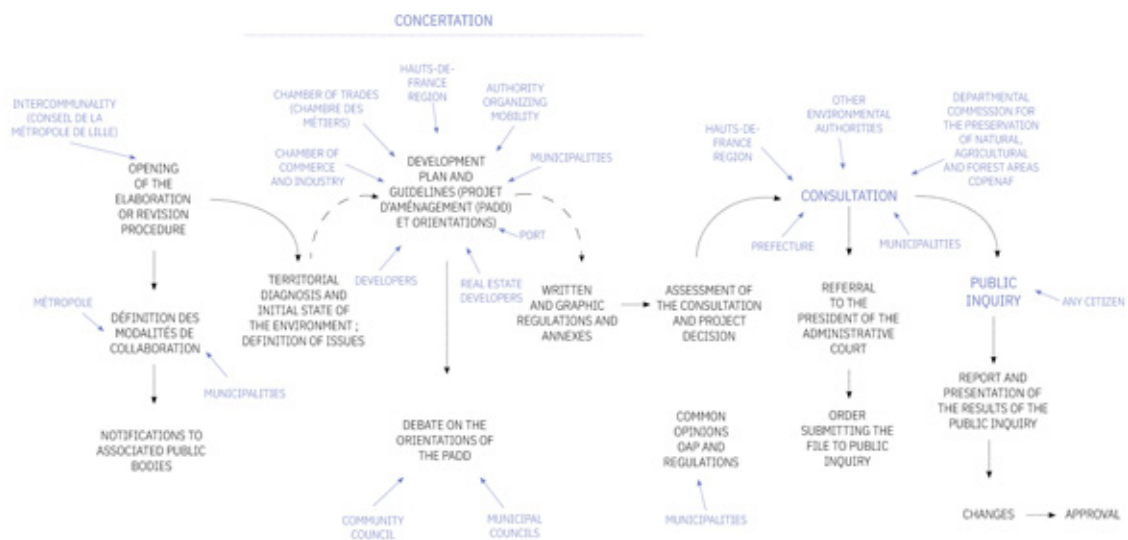 CONCERTATION
INTERCOMMUNALITY
(CONSEIL DE LA
MÉTROPOLE DE LILLE)
OPENING
OF THE
ELABORATION
OR REVISION
PROCEDURE
MÉTROPOLE
DÉFINITION DES
MODALITÉS DE
COLLABORATION
MUNICIPALITIES
NOTIFICATIONS TO
ASSOCIATED PUBLIC
BODIES
TERRITORIAL
DIAGNOSIS AND
INITIAL STATE OF
THE ENVIRONMENT ;
DEFINITION OF ISSUES
CHAMBER OF TRADES
(CHAMBRE DES
MÉTIERS)
HAUTS-DE-
FRANCE
REGION
AUTHORITY
ORGANIZING
MOBILITY
CHAMBER OF
COMMERCE
AND INDUSTRY
MUNICIPALITIES
DEVELOPMENT
PLAN AND
GUIDELINES (PROJET
D'AMÉNAGEMENT (PADD)
ET ORIENTATIONS)
PORT
DEVELOPERS
REAL ESTATE
DEVELOPERS
DEBATE ON THE
ORIENTATIONS OF
THE PADD
COMMUNITY
COUNCIL
MUNICIPAL
COUNCILS
WRITTEN
AND GRAPHIC
REGULATIONS AND
ANNEXES
ASSESSMENT OF
THE CONSULTATION
AND PROJECT
DECISION
COMMON
OPINIONS
OAP AND
REGULATIONS
MUNICIPALITIES
HAUTS-DE-
FRANCE
REGION
OTHER
ENVIRONMENTAL
AUTHORITIES
DEPARTMENTAL
COMMISSION FOR
THE PRESERVATION
OF NATURAL,
AGRICULTURAL
AND FOREST AREAS
COPENAF
CONSULTATION
PREFECTURE
MUNICIPALITIES
REFERRAL
TO THE
PRESIDENT OF THE
ADMINISTRATIVE
COURT
ORDER
SUBMITTING THE
FILE TO PUBLIC
INQUIRY
PUBLIC
INQUIRY
ANY CITIZEN
REPORT AND
PRESENTATION OF
THE RESULTS OF THE
PUBLIC INQUIRY
CHANGES
APPROVAL